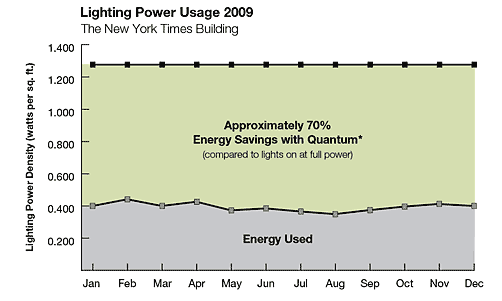 Lighting Power Usage 2009
The New York Times Building
Lighting Power Density (watts per sq. ft.)
1.400
1.200
1.000
0.800
0.600
0.400
0.200
Approximately 70%
Energy Savings with Quantum*
(compared to lights on at full power)
Energy Used
Jan Feb Mar Apr May Jun Jul Aug Sep Oct Nov Dec